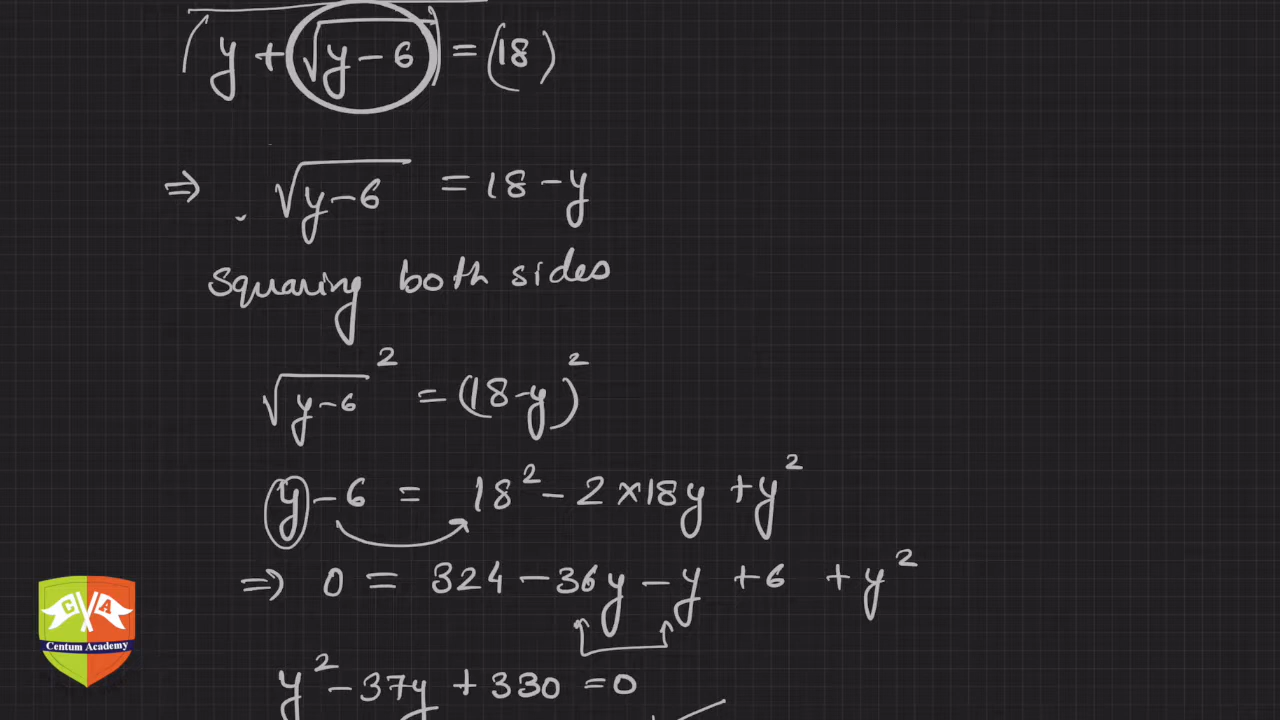 (y + √(y - 6)) = (18)
⇒ √(y - 6) = 18 - y
Squaring both sides
√(y - 6)² = (18 - y)²
y - 6 = 18² - 2 × 18y + y²
⇒ 0 = 324 - 36y - y + 6 + y²
y² - 37y + 330 = 0
C A
Centum Academy